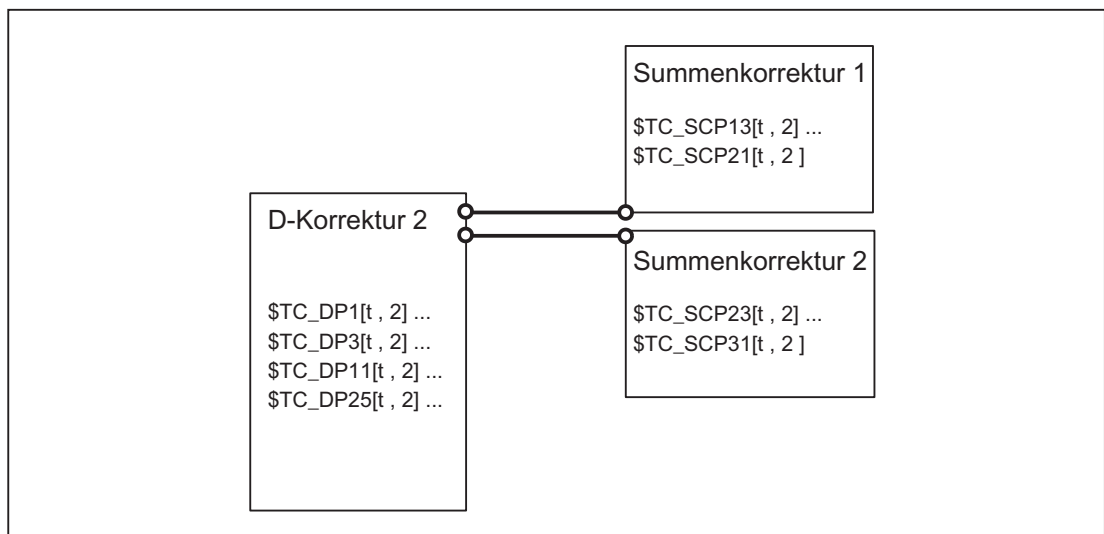 Summenkorrektur 1
$TC_SCP13[t , 2] ...
$TC_SCP21[t , 2 ]
D-Korrektur 2
$TC_DP1[t , 2] ...
$TC_DP3[t , 2] ...
$TC_DP11[t , 2] ...
$TC_DP25[t , 2] ...
Summenkorrektur 2
$TC_SCP23[t , 2] ...
$TC_SCP31[t , 2 ]